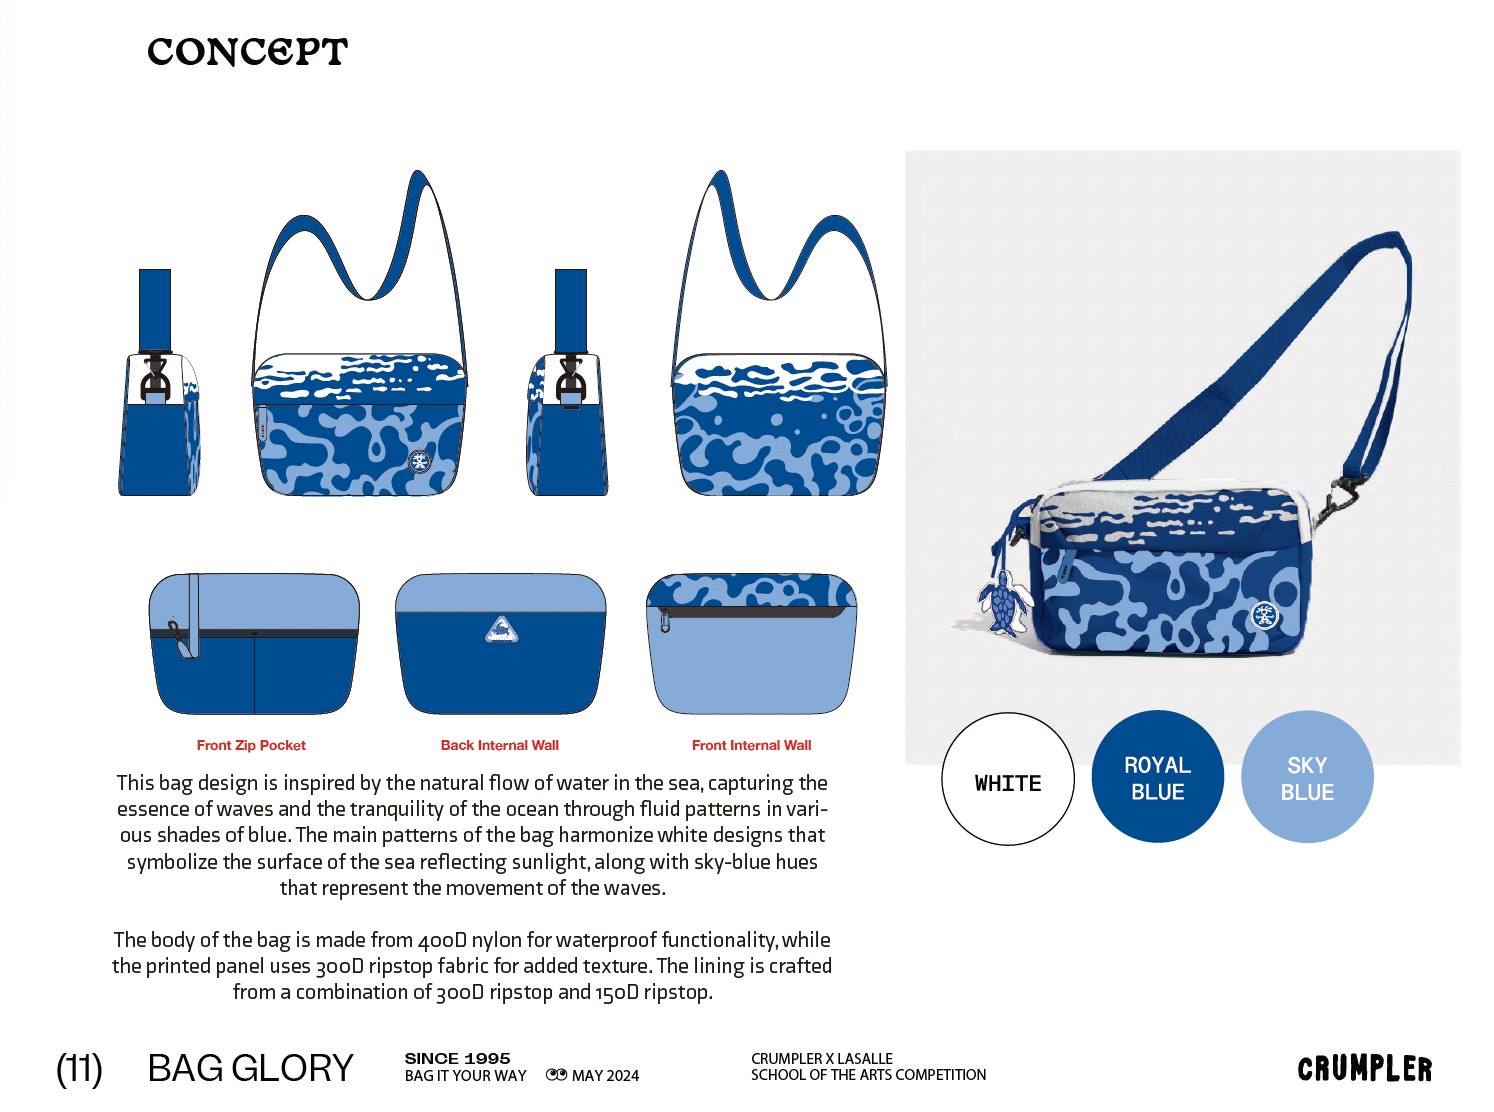 CONCEPT
Front Zip Pocket
Back Internal Wall
Front Internal Wall
WHITE
ROYAL
BLUE
SKY
BLUE
This bag design is inspired by the natural flow of water in the sea, capturing the
essence of waves and the tranquility of the ocean through fluid patterns in vari-
ous shades of blue. The main patterns of the bag harmonize white designs that
symbolize the surface of the sea reflecting sunlight, along with sky-blue hues
that represent the movement of the waves.
The body of the bag is made from 400D nylon for waterproof functionality, while
the printed panel uses 300D ripstop fabric for added texture. The lining is crafted
from a combination of 300D ripstop and 150D ripstop.
(11)
BAG GLORY
SINCE 1995
BAG IT YOUR WAY
MAY 2024
CRUMPLER X LASALLE
SCHOOL OF THE ARTS COMPETITION
CRUMPLER